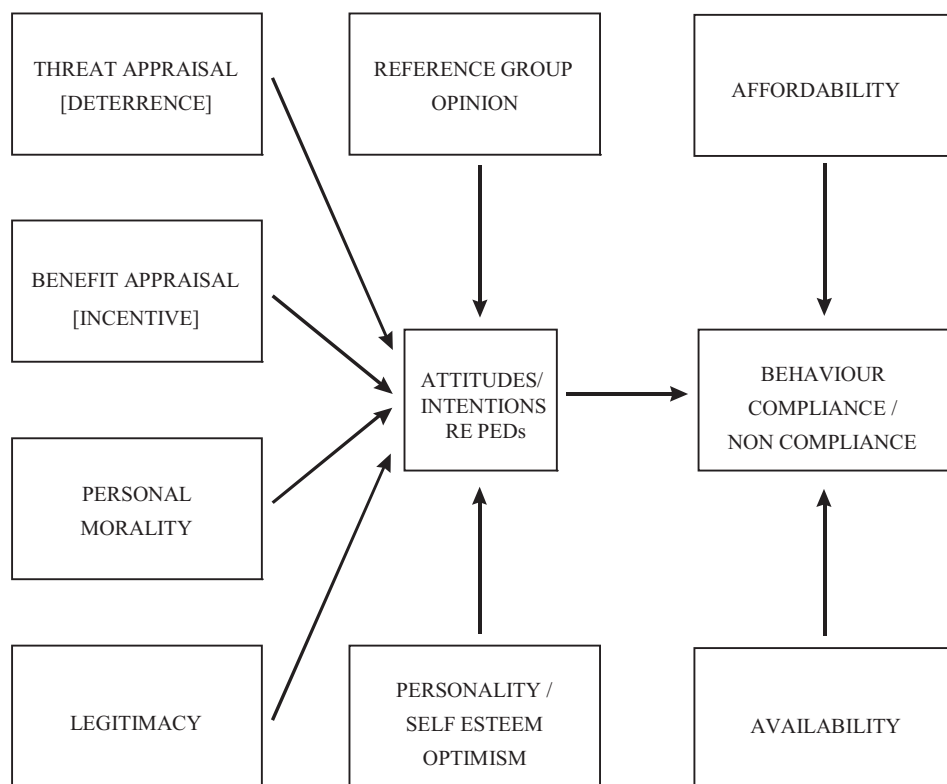 THREAT APPRAISAL
[DETERRENCE]
REFERENCE GROUP
OPINION
AFFORDABILITY
BENEFIT APPRAISAL
[INCENTIVE]
ATTITUDES/
INTENTIONS
RE PEDs
BEHAVIOUR
COMPLIANCE /
NON COMPLIANCE
PERSONAL
MORALITY
LEGITIMACY
PERSONALITY /
SELF ESTEEM
OPTIMISM
AVAILABILITY